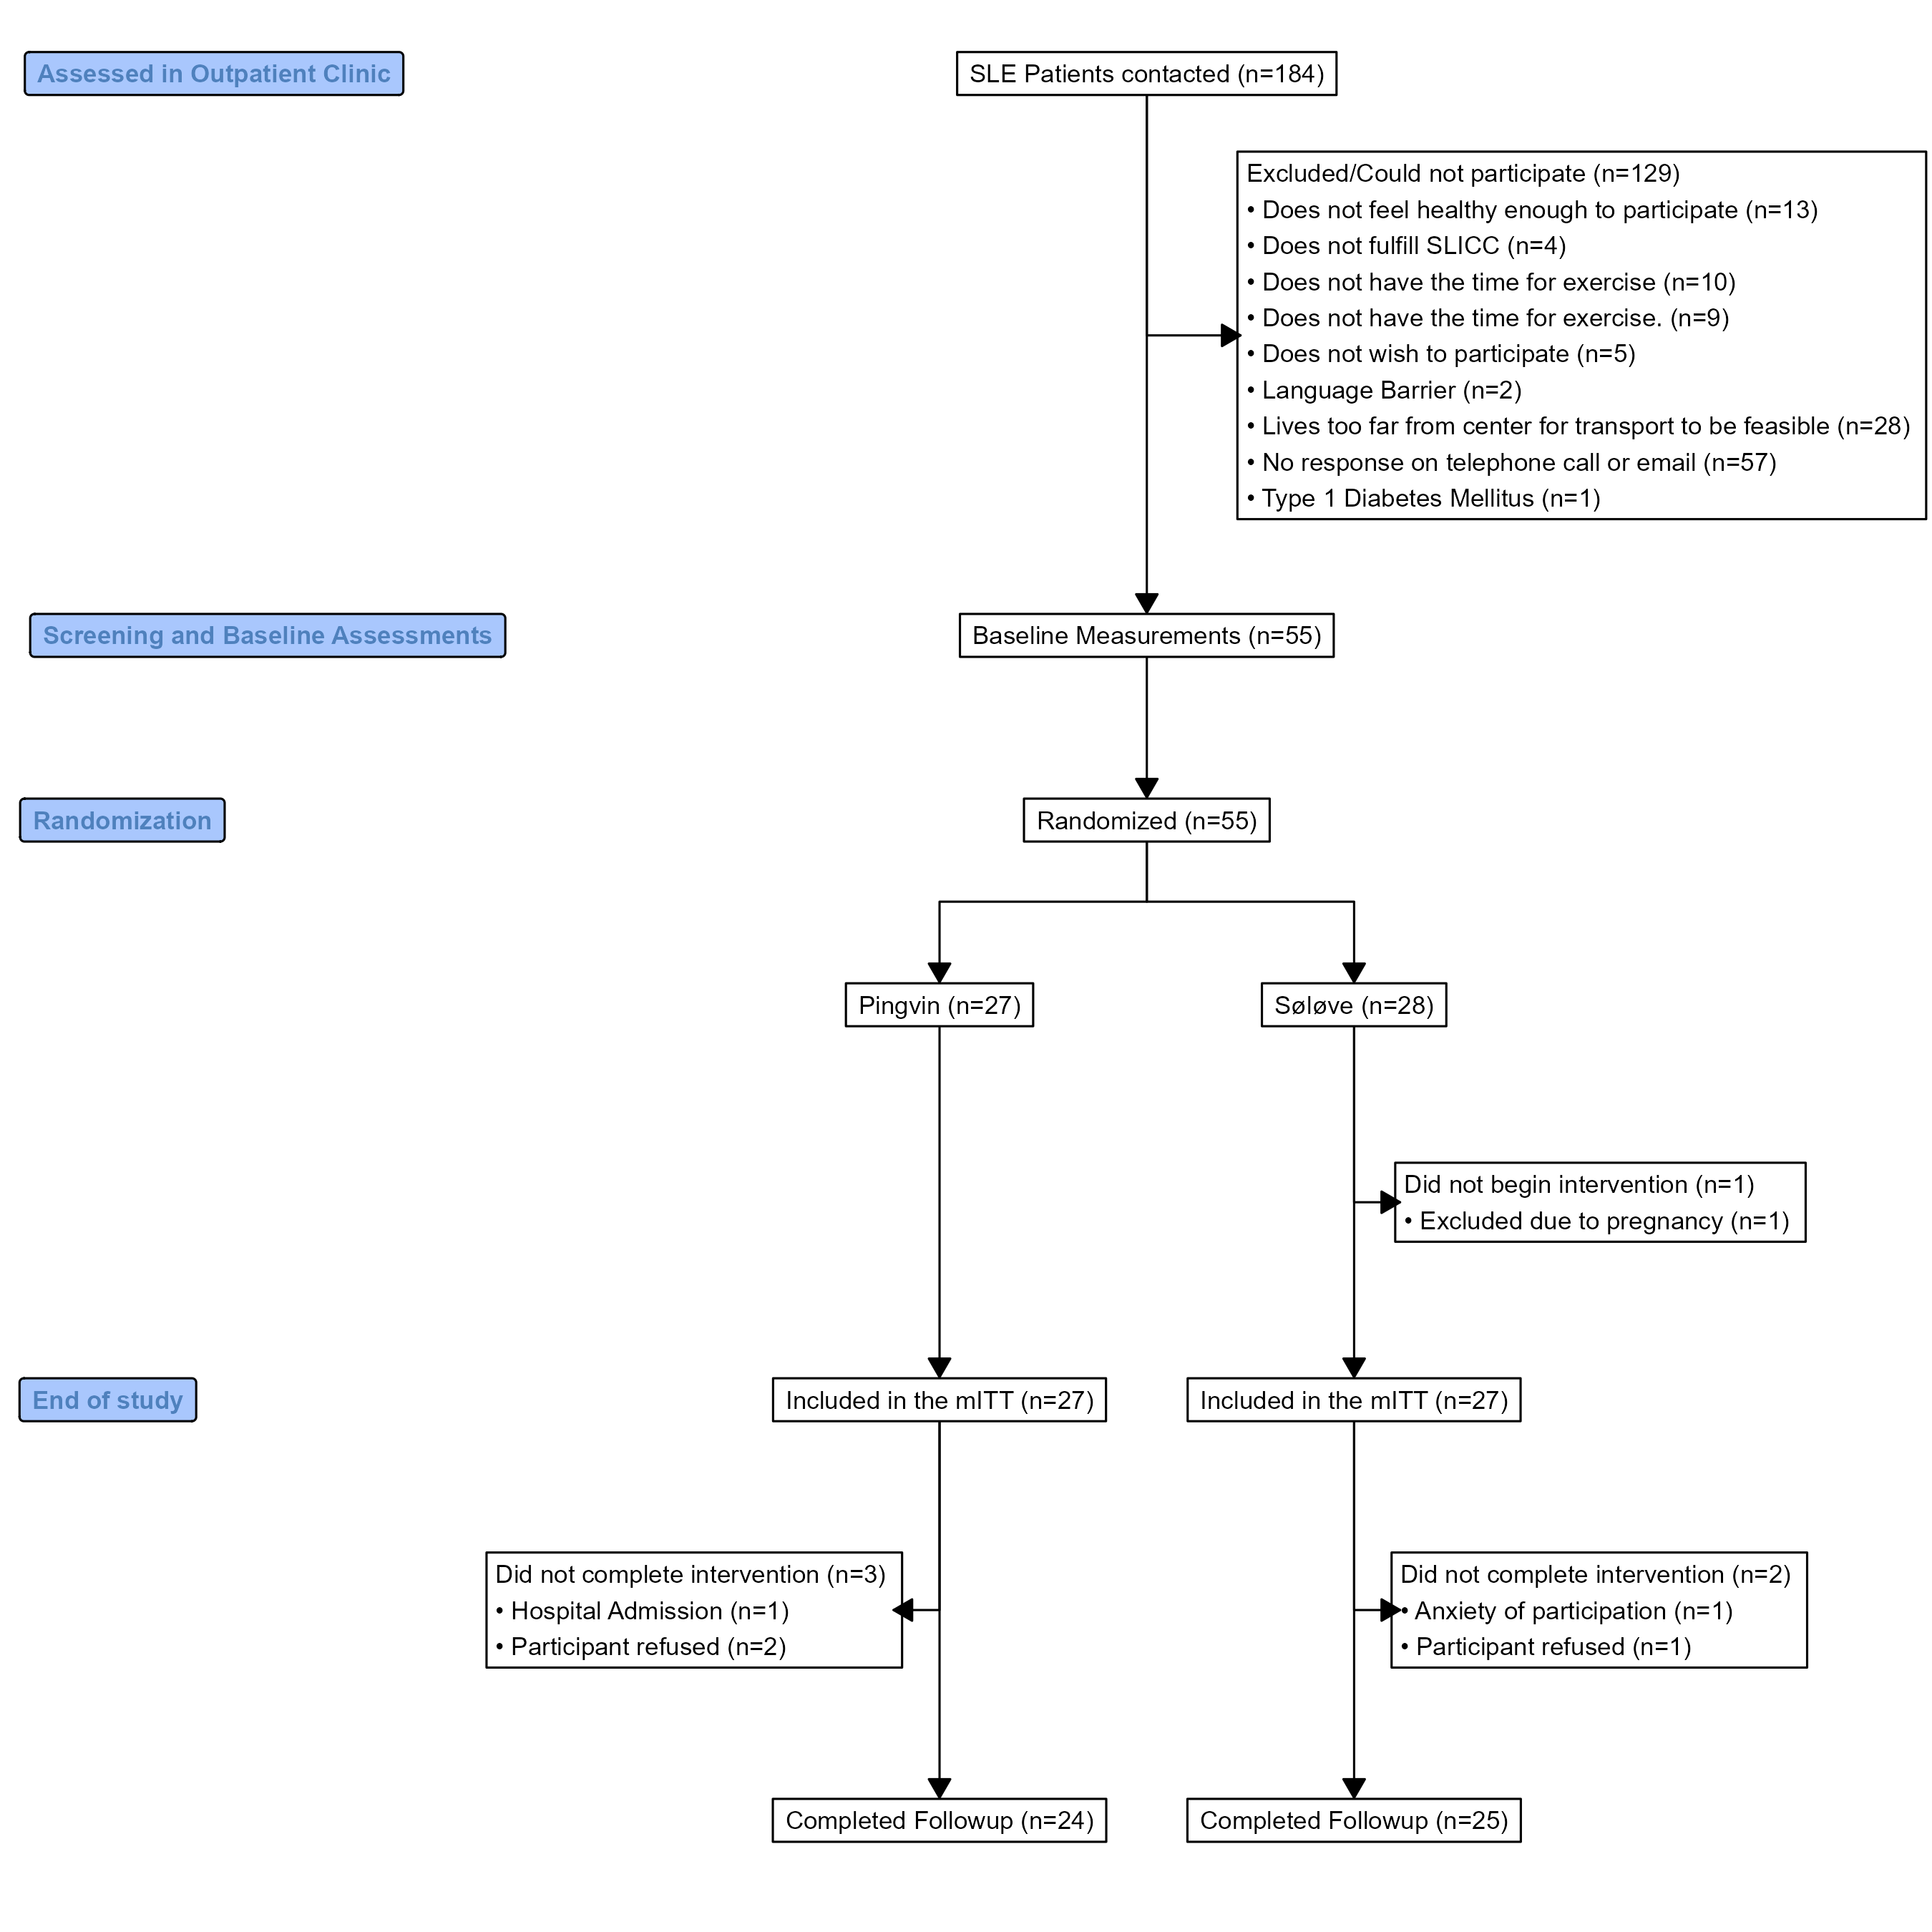 Assessed in Outpatient Clinic
SLE Patients contacted (n=184)
Excluded/Could not participate (n=129)
• Does not feel healthy enough to participate (n=13)
• Does not fulfill SLICC (n=4)
• Does not have the time for exercise (n=10)
• Does not have the time for exercise. (n=9)
• Does not wish to participate (n=5)
• Language Barrier (n=2)
• Lives too far from center for transport to be feasible (n=28)
• No response on telephone call or email (n=57)
• Type 1 Diabetes Mellitus (n=1)
Screening and Baseline Assessments
Baseline Measurements (n=55)
Randomization
Randomized (n=55)
Pingvin (n=27)
Søløve (n=28)
Did not begin intervention (n=1)
• Excluded due to pregnancy (n=1)
End of study
Included in the mITT (n=27)
Included in the mITT (n=27)
Did not complete intervention (n=3)
• Hospital Admission (n=1)
• Participant refused (n=2)
Did not complete intervention (n=2)
• Anxiety of participation (n=1)
• Participant refused (n=1)
Completed Followup (n=24)
Completed Followup (n=25)